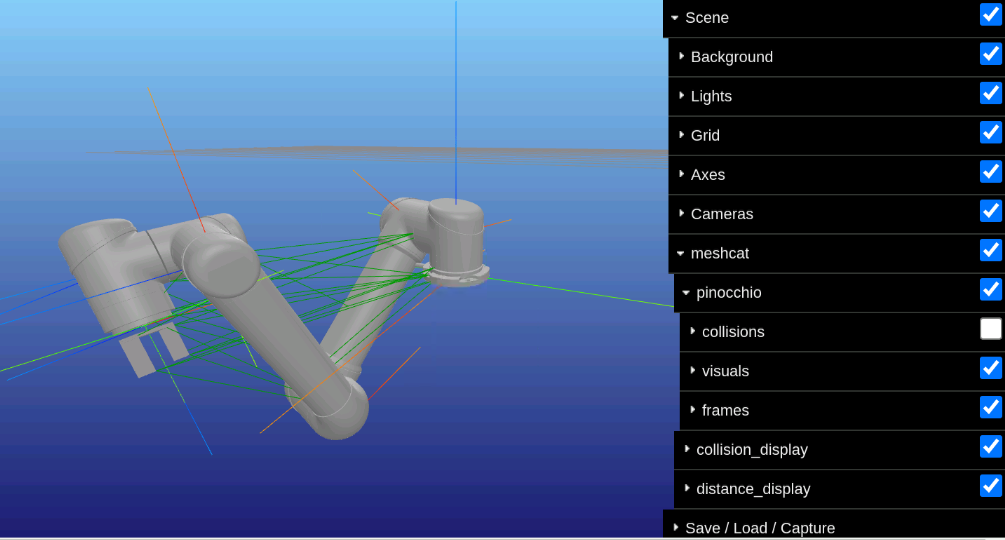 Scene
Background
Lights
Grid
Axes
Cameras
meshcat
pinocchio
collisions
visuals
frames
collision_display
distance_display
Save / Load / Capture